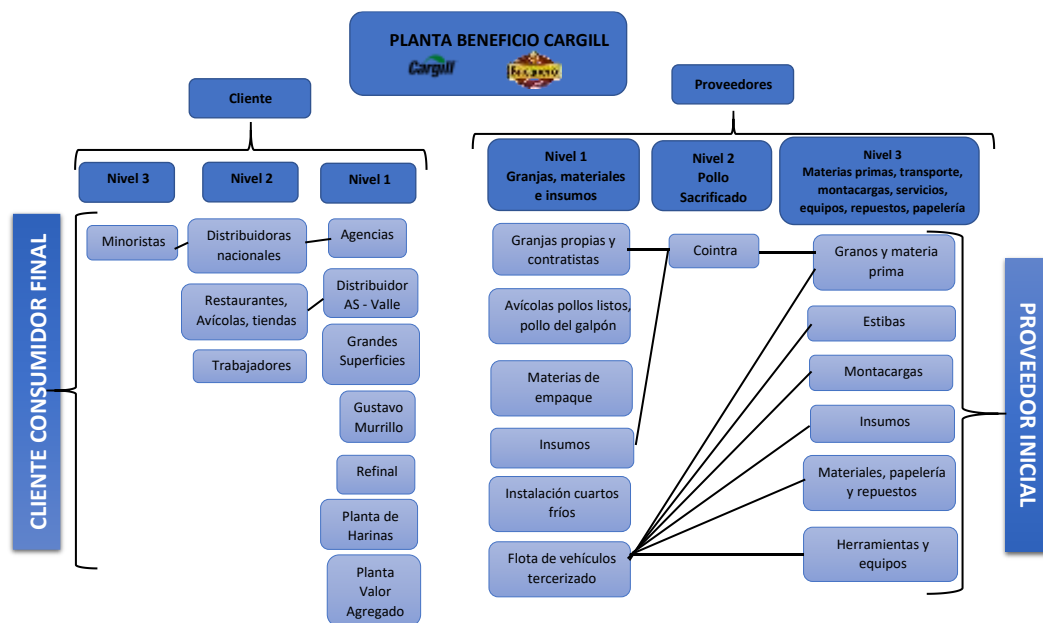 PLANTA BENEFICIO CARGILL
Cargill
Cliente
Proveedores
Nivel 3
Nivel 2
Nivel 1
Nivel 1
Granjas, materiales
e insumos
Nivel 2
Pollo
Sacrificado
Nivel 3
Materias primas, transporte,
montacargas, servicios,
equipos, repuestos, papelería
CLIENTE CONSUMIDOR FINAL
Minoristas
Distribuidoras
nacionales
Restaurantes,
Avícolas, tiendas
Trabajadores
Agencias
Distribuidor
AS - Valle
Grandes
Superficies
Gustavo
Murrillo
Refinal
Planta de
Harinas
Planta
Valor
Agregado
Granjas propias y
contratistas
Avícolas pollos listos,
pollo del galpón
Materias de
empaque
Insumos
Instalación cuartos
fríos
Flota de vehículos
tercerizado
Cointra
Granos y materia
prima
Estibas
Montacargas
Insumos
Materiales, papelería
y repuestos
Herramientas y
equipos
PROVEEDOR INICIAL